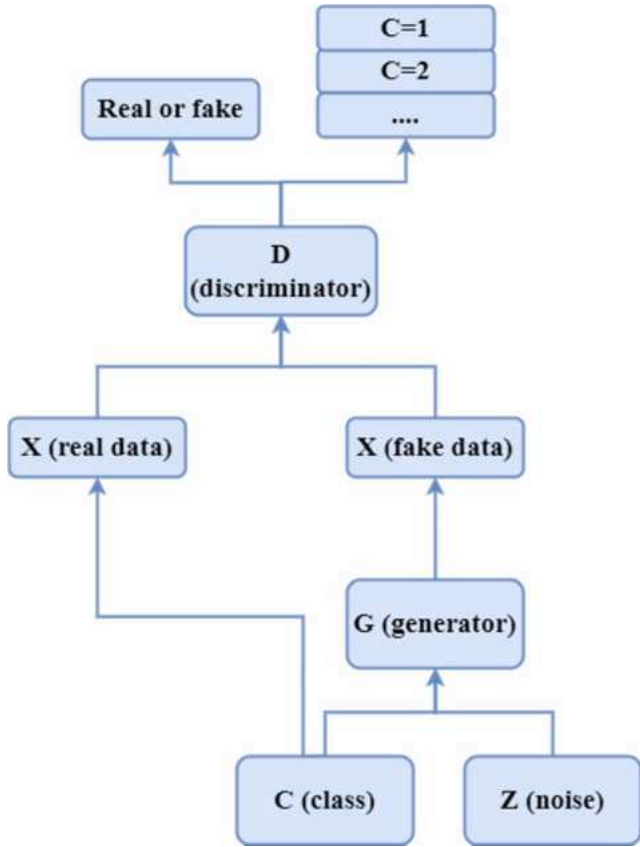 C=1
C=2
....
Real or fake
D
(discriminator)
X (real data)
X (fake data)
G (generator)
C (class)
Z (noise)